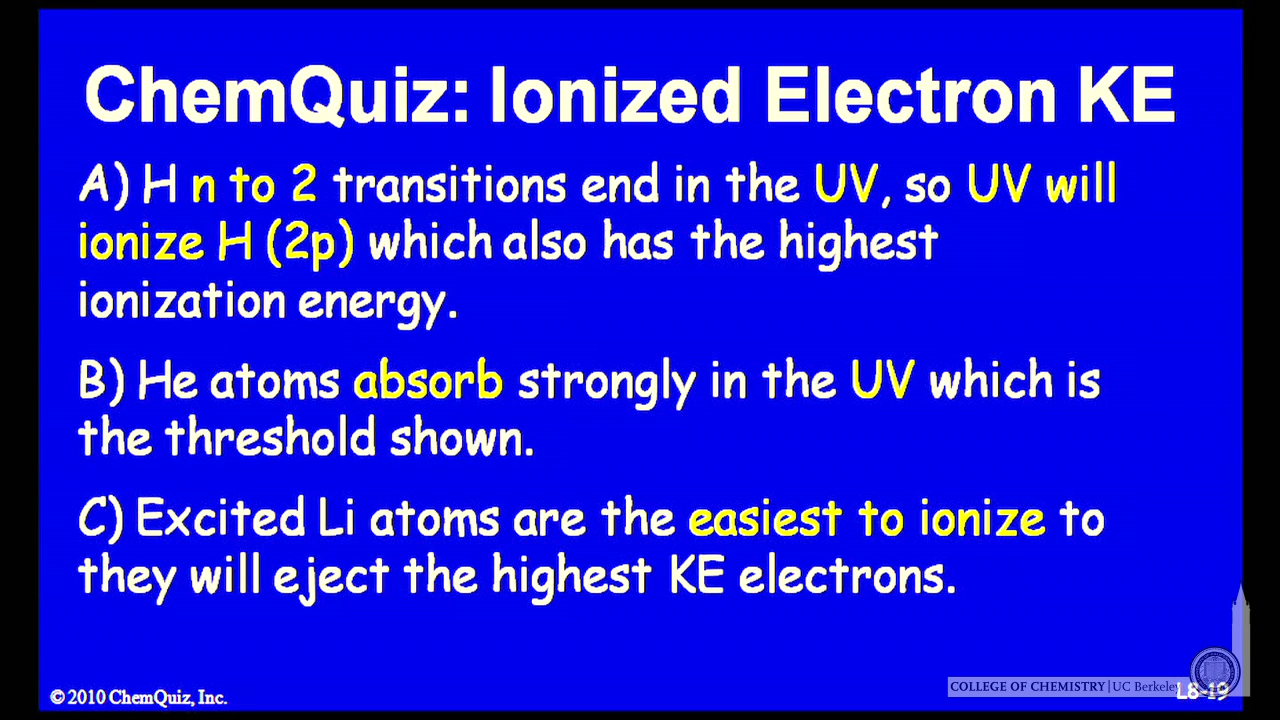 ChemQuiz: Ionized Electron KE
A) H n to 2 transitions end in the UV, so UV will
ionize H (2p) which also has the highest
ionization energy.
B) He atoms absorb strongly in the UV which is
the threshold shown.
C) Excited Li atoms are the easiest to ionize to
they will eject the highest KE electrons.
© 2010 ChemQuiz, Inc.
COLLEGE OF CHEMISTRY | UC Berkeley
L8-19